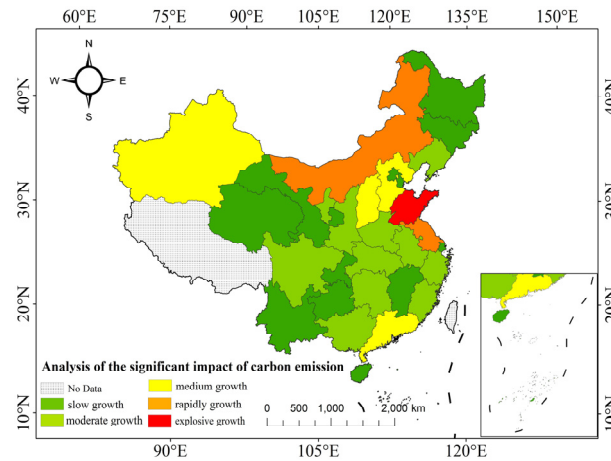 60°E 75°E 90°E 105°E 120°E 135°E 150°E
N
W E
S
40°N 40°N
30°N 30°N
20°N 20°N
10°N 10°N
Analysis of the significant impact of carbon emission
No Data
slow growth
moderate growth
medium growth
rapidly growth
explosive growth
0 500 1,000 2,000 km
90°E 105°E 120°E